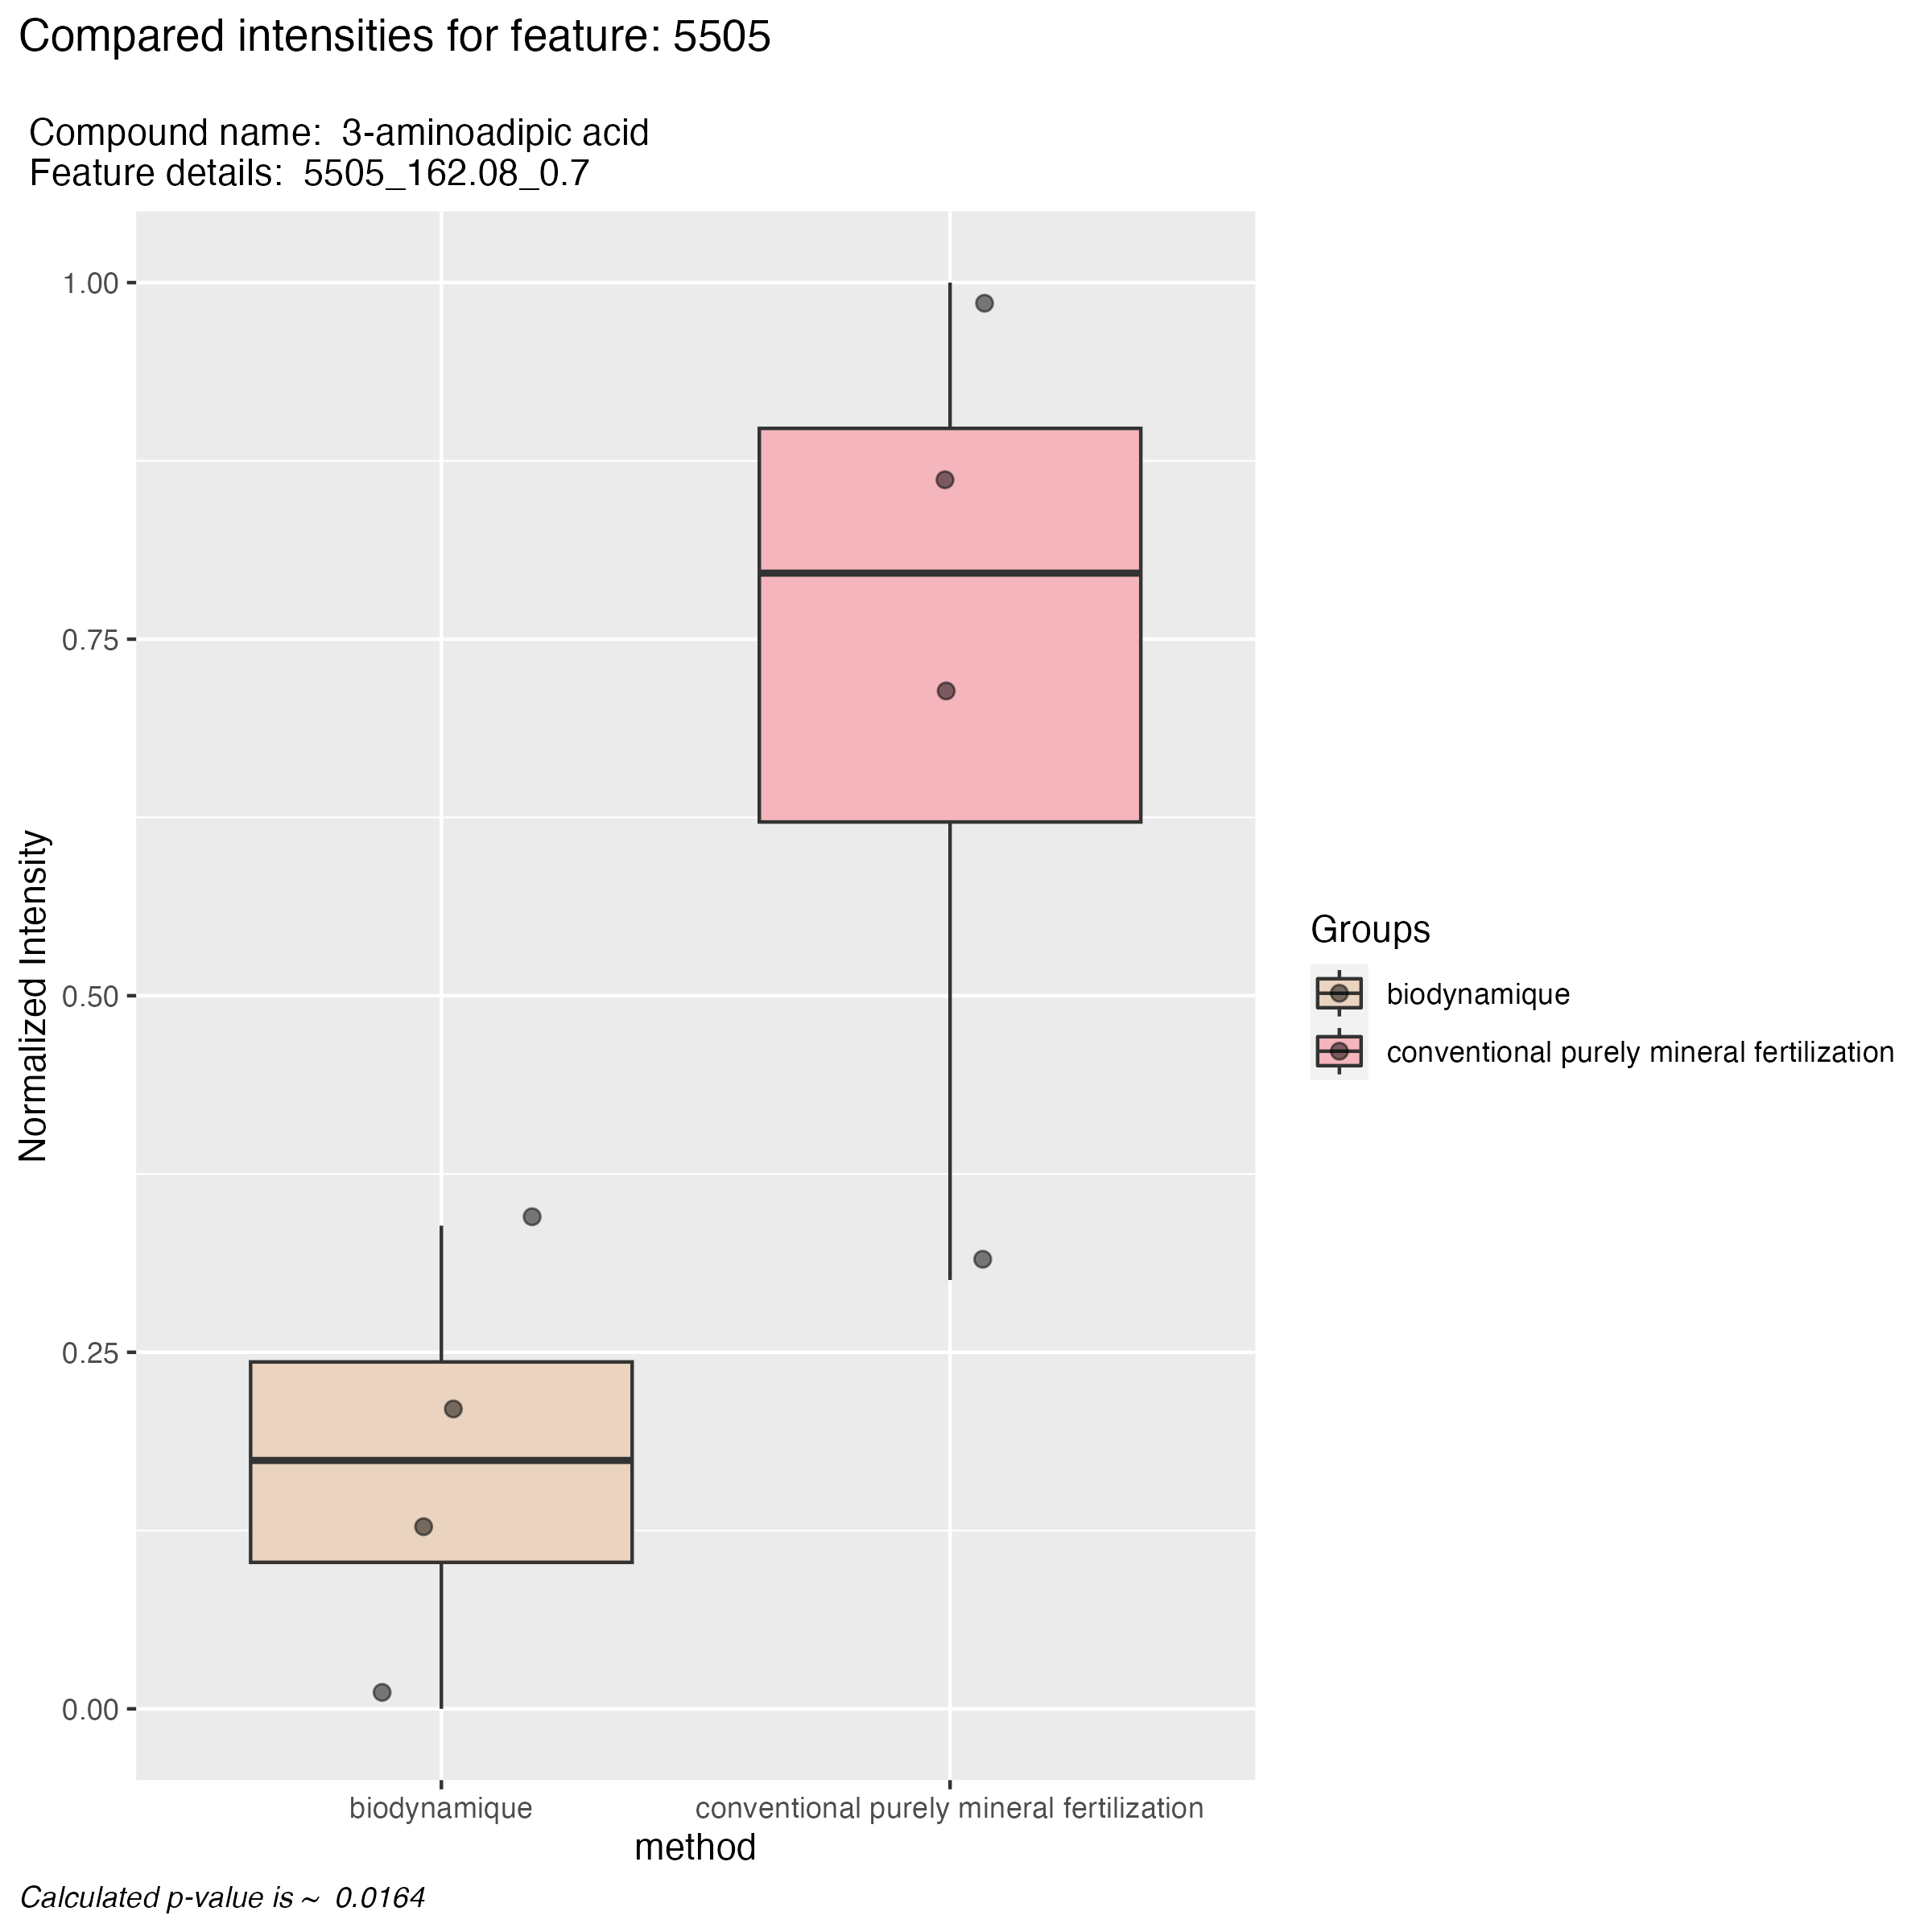 Compared intensities for feature: 5505
Compound name:  3-aminoadipic acid
Feature details:  5505_162.08_0.7
1.00
0.75
0.50
0.25
0.00
Normalized Intensity
biodynamique
conventional purely mineral fertilization
method
Groups
biodynamique
conventional purely mineral fertilization
Calculated p-value is ~  0.0164